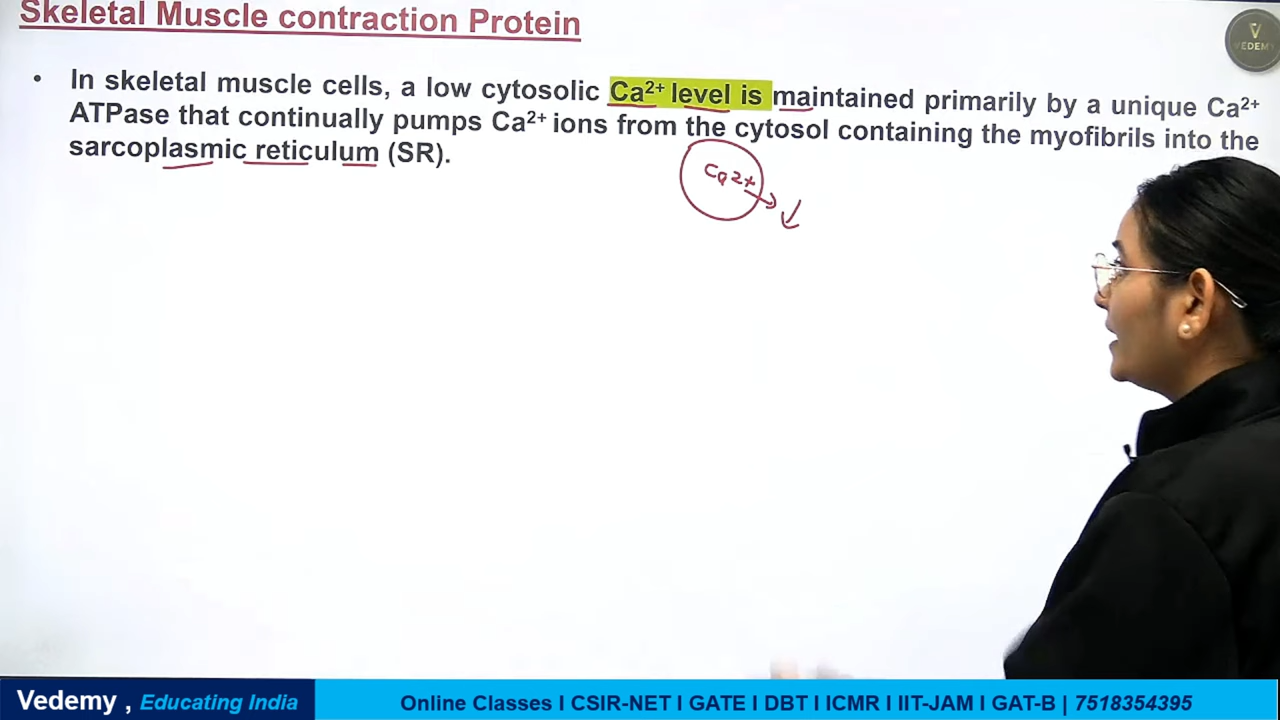 Skeletal Muscle contraction Protein
VEDEMY
• In skeletal muscle cells, a low cytosolic Ca²⁺ level is maintained primarily by a unique Ca²⁺
ATPase that continually pumps Ca²⁺ ions from the cytosol containing the myofibrils into the
sarcoplasmic reticulum (SR).
Ca2+
Vedemy , Educating India
Online Classes I CSIR-NET I GATE I DBT I ICMR I IIT-JAM I GAT-B | 7518354395